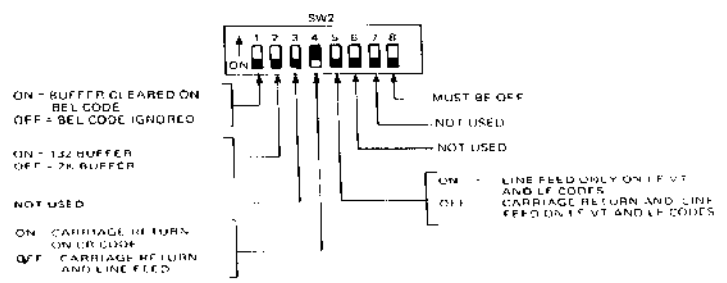 SW2
1 2 3 4 5 6 7 8
ON
ON = BUFFER CLEARED ON
BEL CODE
OFF = BEL CODE IGNORED
MUST BE OFF
NOT USED
NOT USED
ON = 132 BUFFER
OFF = 2K BUFFER
ON = LINE FEED ONLY ON LF VT
AND LF CODES
OFF CARRIAGE RETURN AND LINE
FEED ON LF VT AND LF CODES
NOT USED
ON CARRIAGE RETURN
ON CR CODE
OFF CARRIAGE RETURN
AND LINE FEED